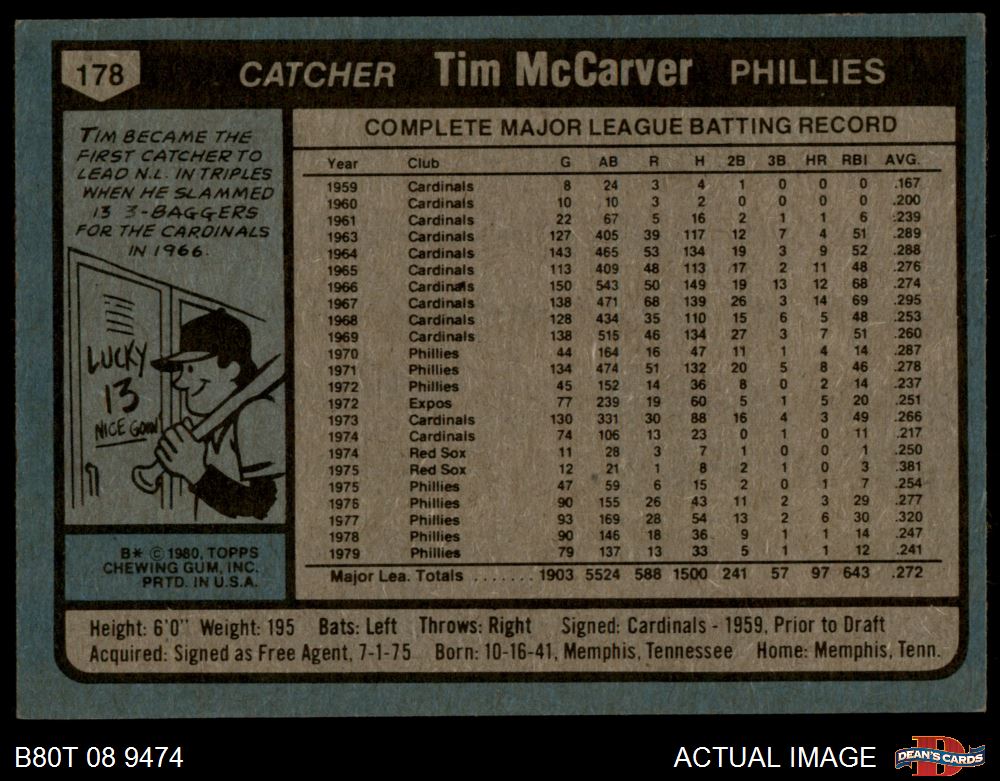 178
CATCHER Tim McCarver PHILLIES
TIM BECAME THE
FIRST CATCHER TO
LEAD N.L. IN TRIPLES
WHEN HE SLAMMED
13 3-BAGGERS
FOR THE CARDINALS
IN 1966.
LUCKY
13
NICE GOIN'
B* © 1980, TOPPS
CHEWING GUM, INC.
PRTD. IN U.S.A.
COMPLETE MAJOR LEAGUE BATTING RECORD
Year Club G AB R H 2B 3B HR RBI AVG.
1959 Cardinals 8 24 3 4 1 0 0 0 .167
1960 Cardinals 10 10 3 2 0 0 0 0 .200
1961 Cardinals 22 67 5 16 2 1 1 6 .239
1963 Cardinals 127 405 39 117 12 7 4 51 .289
1964 Cardinals 143 465 53 134 19 3 9 52 .288
1965 Cardinals 113 409 48 113 17 2 11 48 .276
1966 Cardinals 150 543 50 149 19 13 12 68 .274
1967 Cardinals 138 471 68 139 26 3 14 69 .295
1968 Cardinals 128 434 35 110 15 6 5 48 .253
1969 Cardinals 138 515 46 134 27 3 7 51 .260
1970 Phillies 44 164 16 47 11 1 4 14 .287
1971 Phillies 134 474 51 132 20 5 8 46 .278
1972 Phillies 45 152 14 36 8 0 2 14 .237
1972 Expos 77 239 19 60 5 1 5 20 .251
1973 Cardinals 130 331 30 88 16 4 3 49 .266
1974 Cardinals 74 106 13 23 0 1 0 11 .217
1974 Red Sox 11 28 3 7 1 0 0 1 .250
1975 Red Sox 12 21 1 8 2 1 0 3 .381
1975 Phillies 47 59 6 15 2 0 1 7 .254
1976 Phillies 90 155 26 43 11 2 3 29 .277
1977 Phillies 93 169 28 54 13 2 6 30 .320
1978 Phillies 90 146 18 36 9 1 1 14 .247
1979 Phillies 79 137 13 33 5 1 1 12 .241
Major Lea. Totals ....... 1903 5524 588 1500 241 57 97 643 .272
Height: 6'0" Weight: 195 Bats: Left Throws: Right Signed: Cardinals - 1959, Prior to Draft
Acquired: Signed as Free Agent, 7-1-75 Born: 10-16-41, Memphis, Tennessee Home: Memphis, Tenn.
B80T 08 9474
ACTUAL IMAGE
D
DEAN'S CARDS